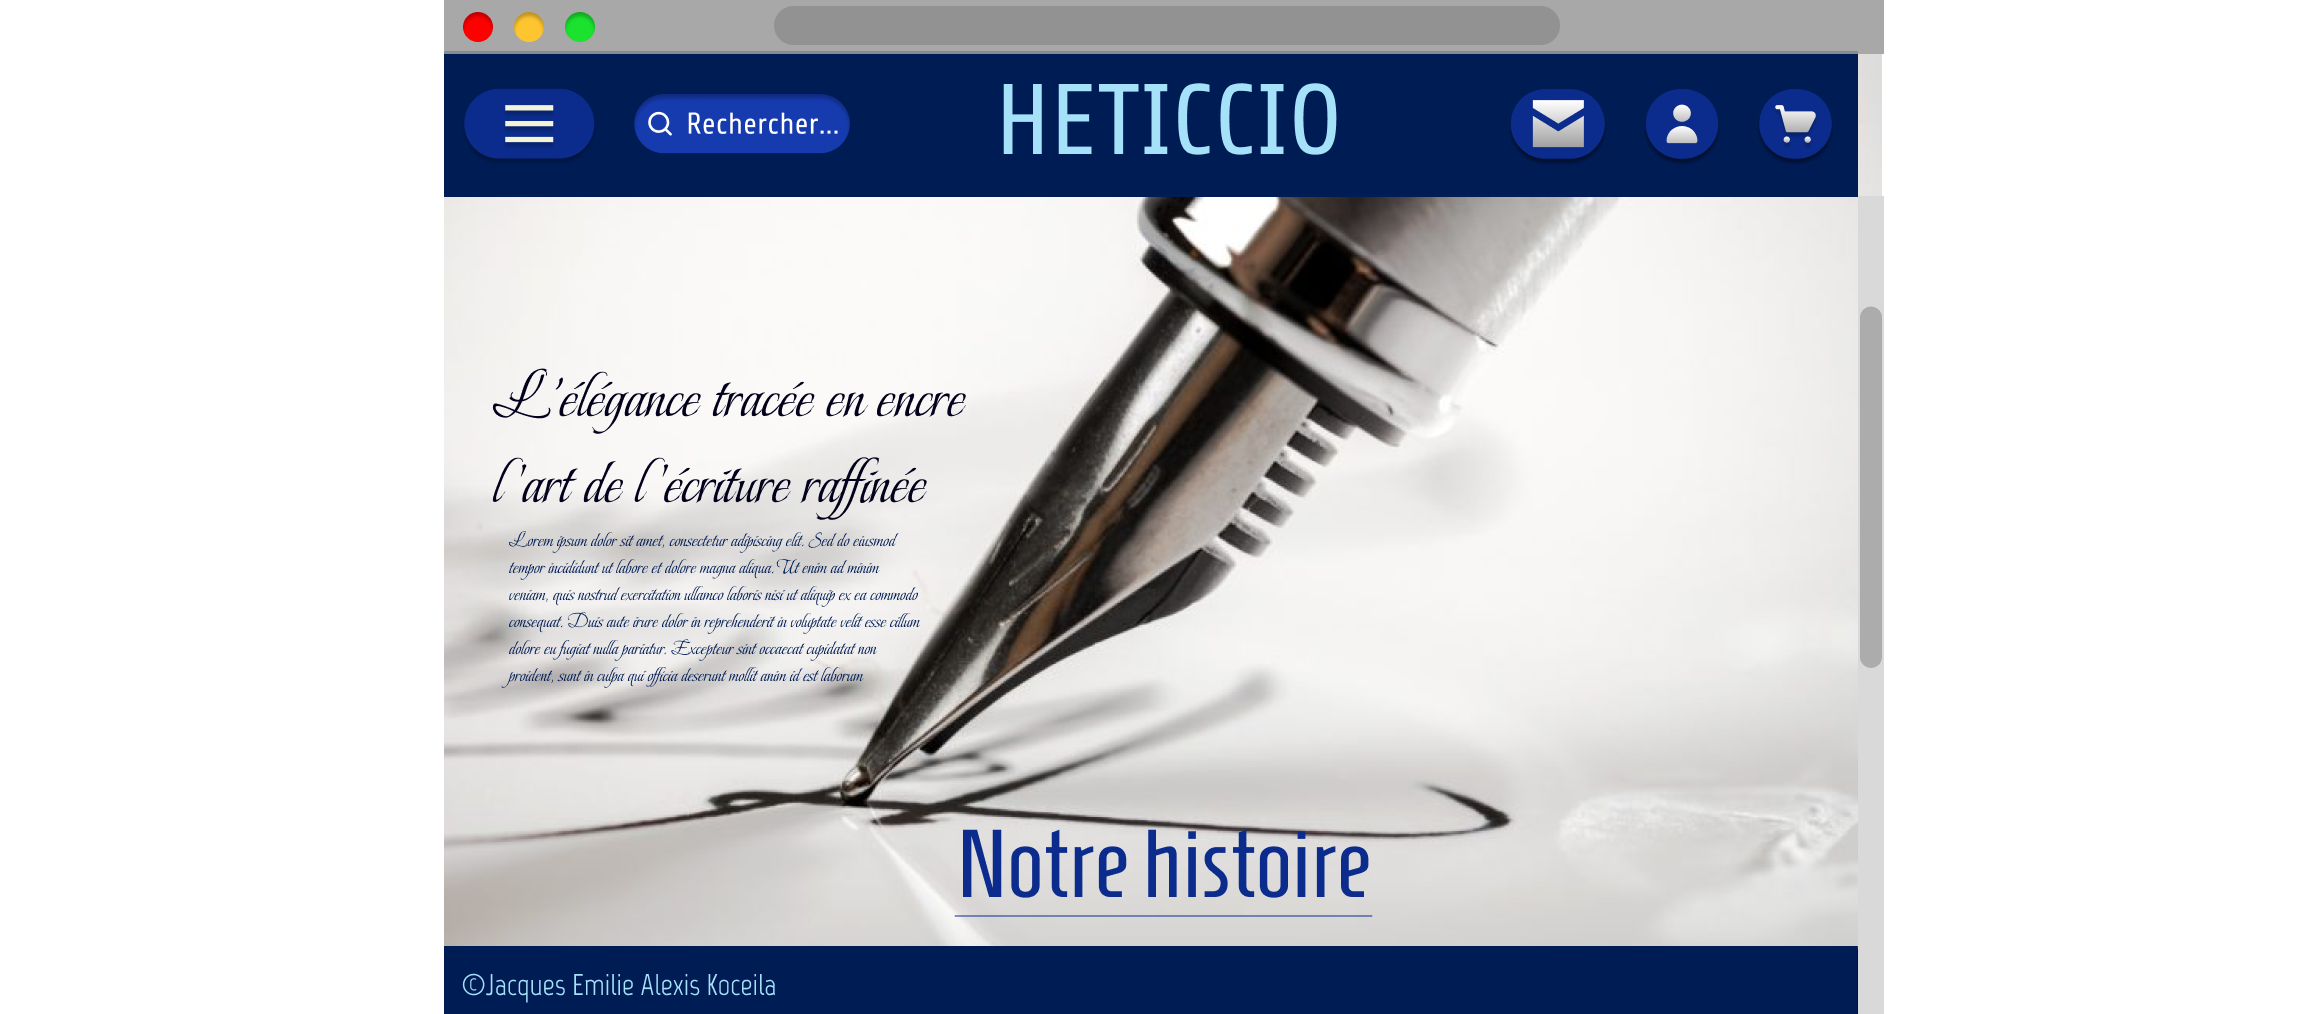 Rechercher...
HETICCIO
L'élégance tracée en encre
l'art de l'écriture raffinée
Lorem ipsum dolor sit amet, consectetur adipiscing elit. Sed do eiusmod
tempor incididunt ut labore et dolore magna aliqua. Ut enim ad minim
veniam, quis nostrud exercitation ullamco laboris nisi ut aliquip ex ea commodo
consequat. Duis aute irure dolor in reprehenderit in voluptate velit esse cillum
dolore eu fugiat nulla pariatur. Excepteur sint occaecat cupidatat non
proident, sunt in culpa qui officia deserunt mollit anim id est laborum
Notre histoire
©Jacques Emilie Alexis Koceila